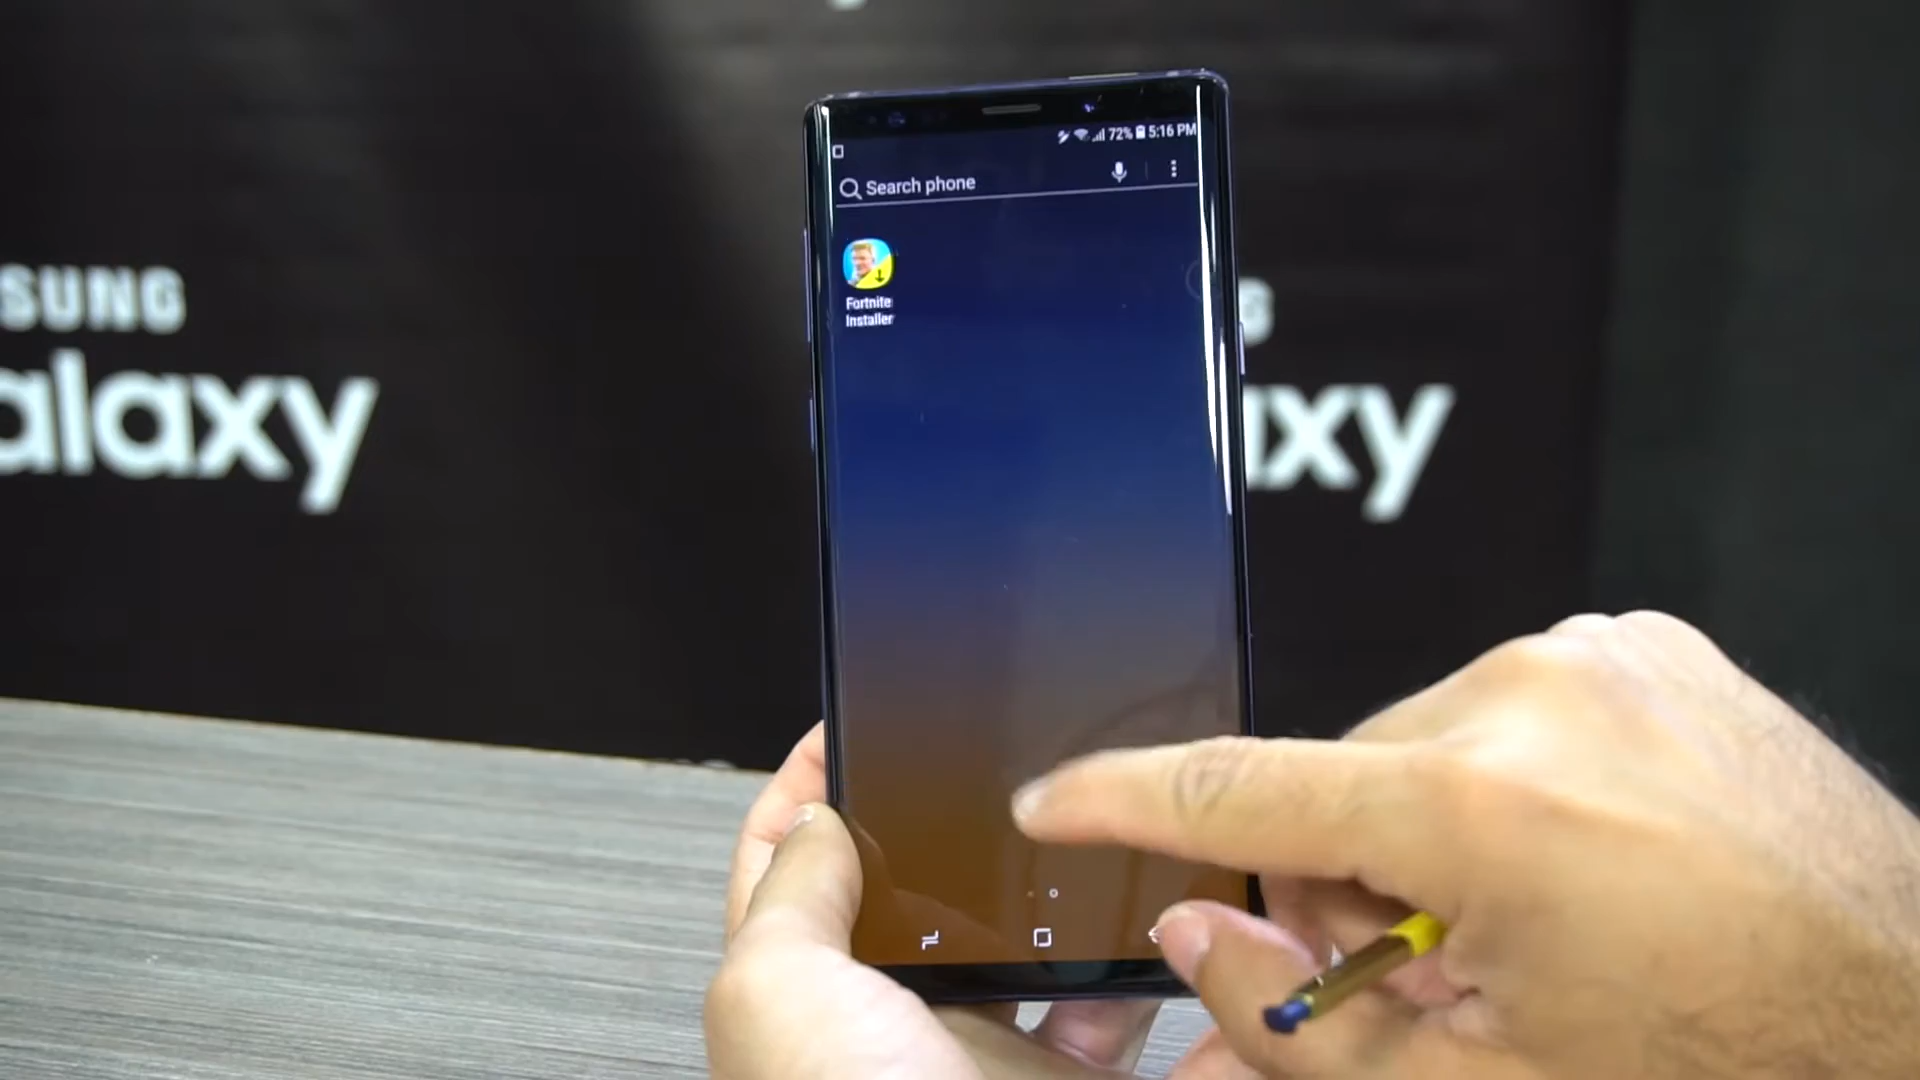 72% 5:16 PM
Search phone
Fortnite
Installer
SUNG
alaxy
G
xy